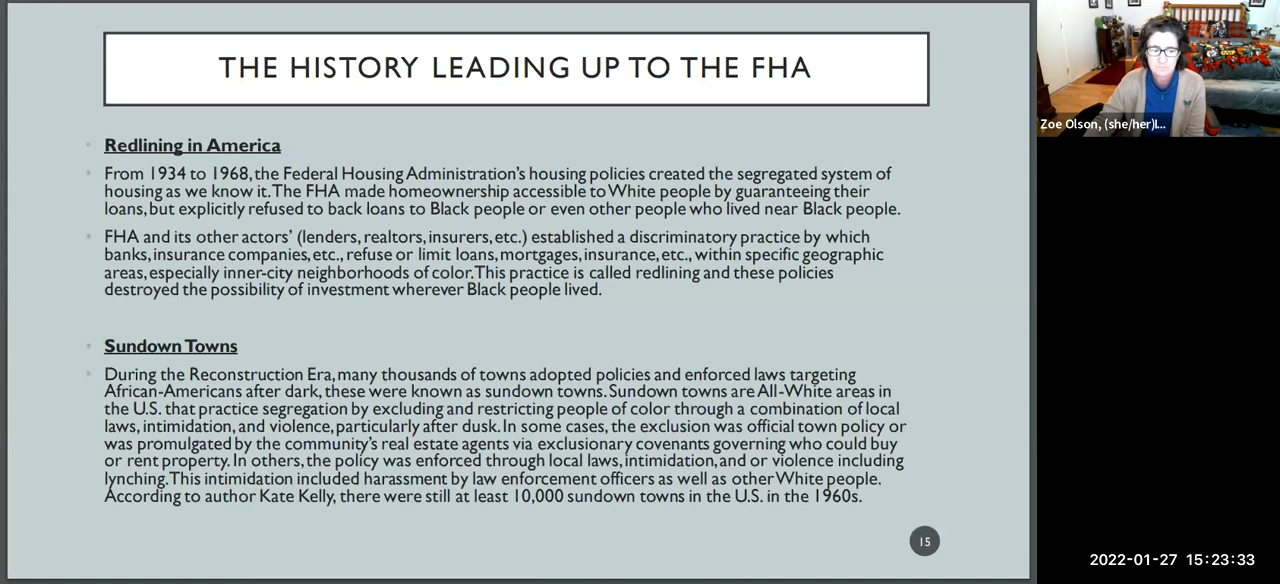 THE HISTORY LEADING UP TO THE FHA
Redlining in America
From 1934 to 1968, the Federal Housing Administration's housing policies created the segregated system of
housing as we know it. The FHA made homeownership accessible to White people by guaranteeing their
loans, but explicitly refused to back loans to Black people or even other people who lived near Black people.
FHA and its other actors' (lenders, realtors, insurers, etc.) established a discriminatory practice by which
banks, insurance companies, etc., refuse or limit loans, mortgages, insurance, etc., within specific geographic
areas, especially inner-city neighborhoods of color. This practice is called redlining and these policies
destroyed the possibility of investment wherever Black people lived.
Sundown Towns
During the Reconstruction Era, many thousands of towns adopted policies and enforced laws targeting
African-Americans after dark, these were known as sundown towns. Sundown towns are All-White areas in
the U.S. that practice segregation by excluding and restricting people of color through a combination of local
laws, intimidation, and violence, particularly after dusk. In some cases, the exclusion was official town policy or
was promulgated by the community's real estate agents via exclusionary covenants governing who could buy
or rent property. In others, the policy was enforced through local laws, intimidation, and or violence including
lynching. This intimidation included harassment by law enforcement officers as well as other White people.
According to author Kate Kelly, there were still at least 10,000 sundown towns in the U.S. in the 1960s.
15
Zoe Olson, (she/her)I...
2022-01-27 15:23:33